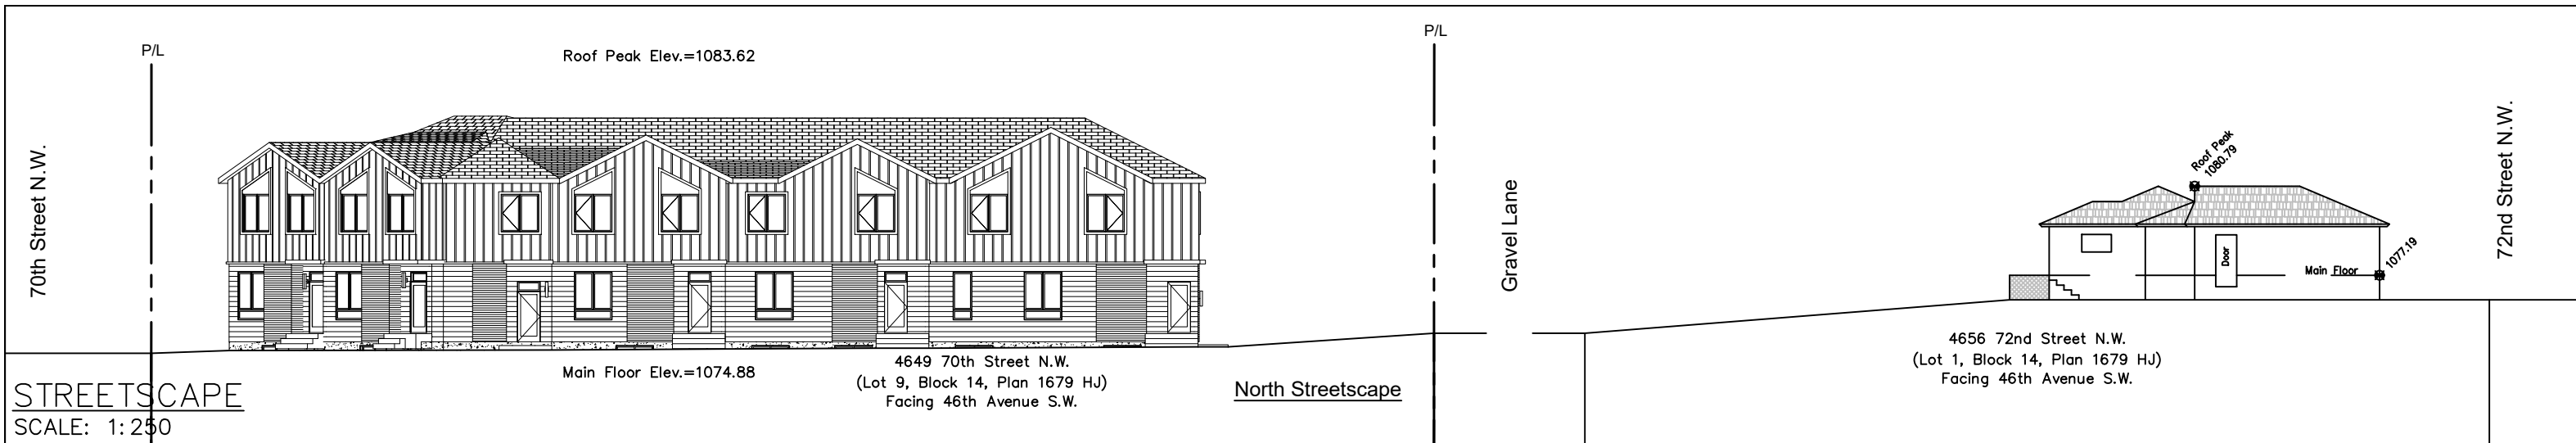 P/L
Roof Peak Elev.=1083.62
P/L
70th Street N.W.
Gravel Lane
Roof Peak
1080.79
72nd Street N.W.
Door
Main Floor
1077.19
4649 70th Street N.W.
(Lot 9, Block 14, Plan 1679 HJ)
Facing 46th Avenue S.W.
Main Floor Elev.=1074.88
North Streetscape
4656 72nd Street N.W.
(Lot 1, Block 14, Plan 1679 HJ)
Facing 46th Avenue S.W.
STREETSCAPE
SCALE: 1:250